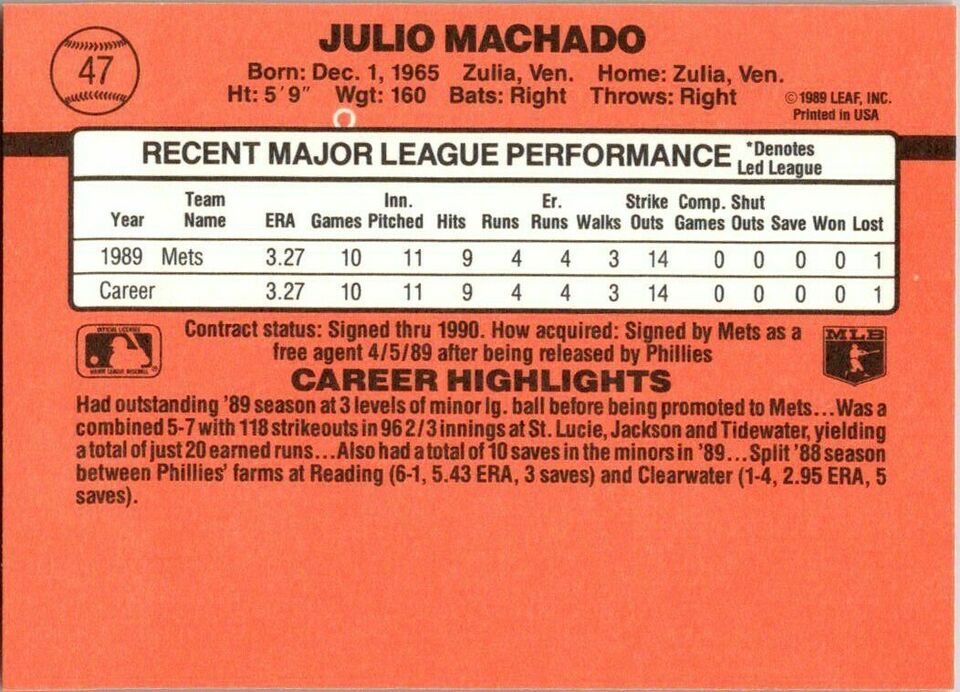 47
JULIO MACHADO
Born: Dec. 1, 1965 Zulia, Ven. Home: Zulia, Ven.
Ht: 5'9" Wgt: 160 Bats: Right Throws: Right
©1989 LEAF, INC.
Printed in USA
RECENT MAJOR LEAGUE PERFORMANCE *Denotes Led League
Year Team Name ERA Games Inn. Pitched Hits Runs Er. Runs Walks Strike Outs Comp. Games Shut Outs Save Won Lost
1989 Mets 3.27 10 11 9 4 4 3 14 0 0 0 0 1
Career 3.27 10 11 9 4 4 3 14 0 0 0 0 1
OFFICIAL LICENSEE
MAJOR LEAGUE BASEBALL
Contract status: Signed thru 1990. How acquired: Signed by Mets as a
free agent 4/5/89 after being released by Phillies
MLB
CAREER HIGHLIGHTS
Had outstanding '89 season at 3 levels of minor lg. ball before being promoted to Mets...Was a
combined 5-7 with 118 strikeouts in 96 2/3 innings at St. Lucie, Jackson and Tidewater, yielding
a total of just 20 earned runs...Also had a total of 10 saves in the minors in '89...Split '88 season
between Phillies' farms at Reading (6-1, 5.43 ERA, 3 saves) and Clearwater (1-4, 2.95 ERA, 5
saves).